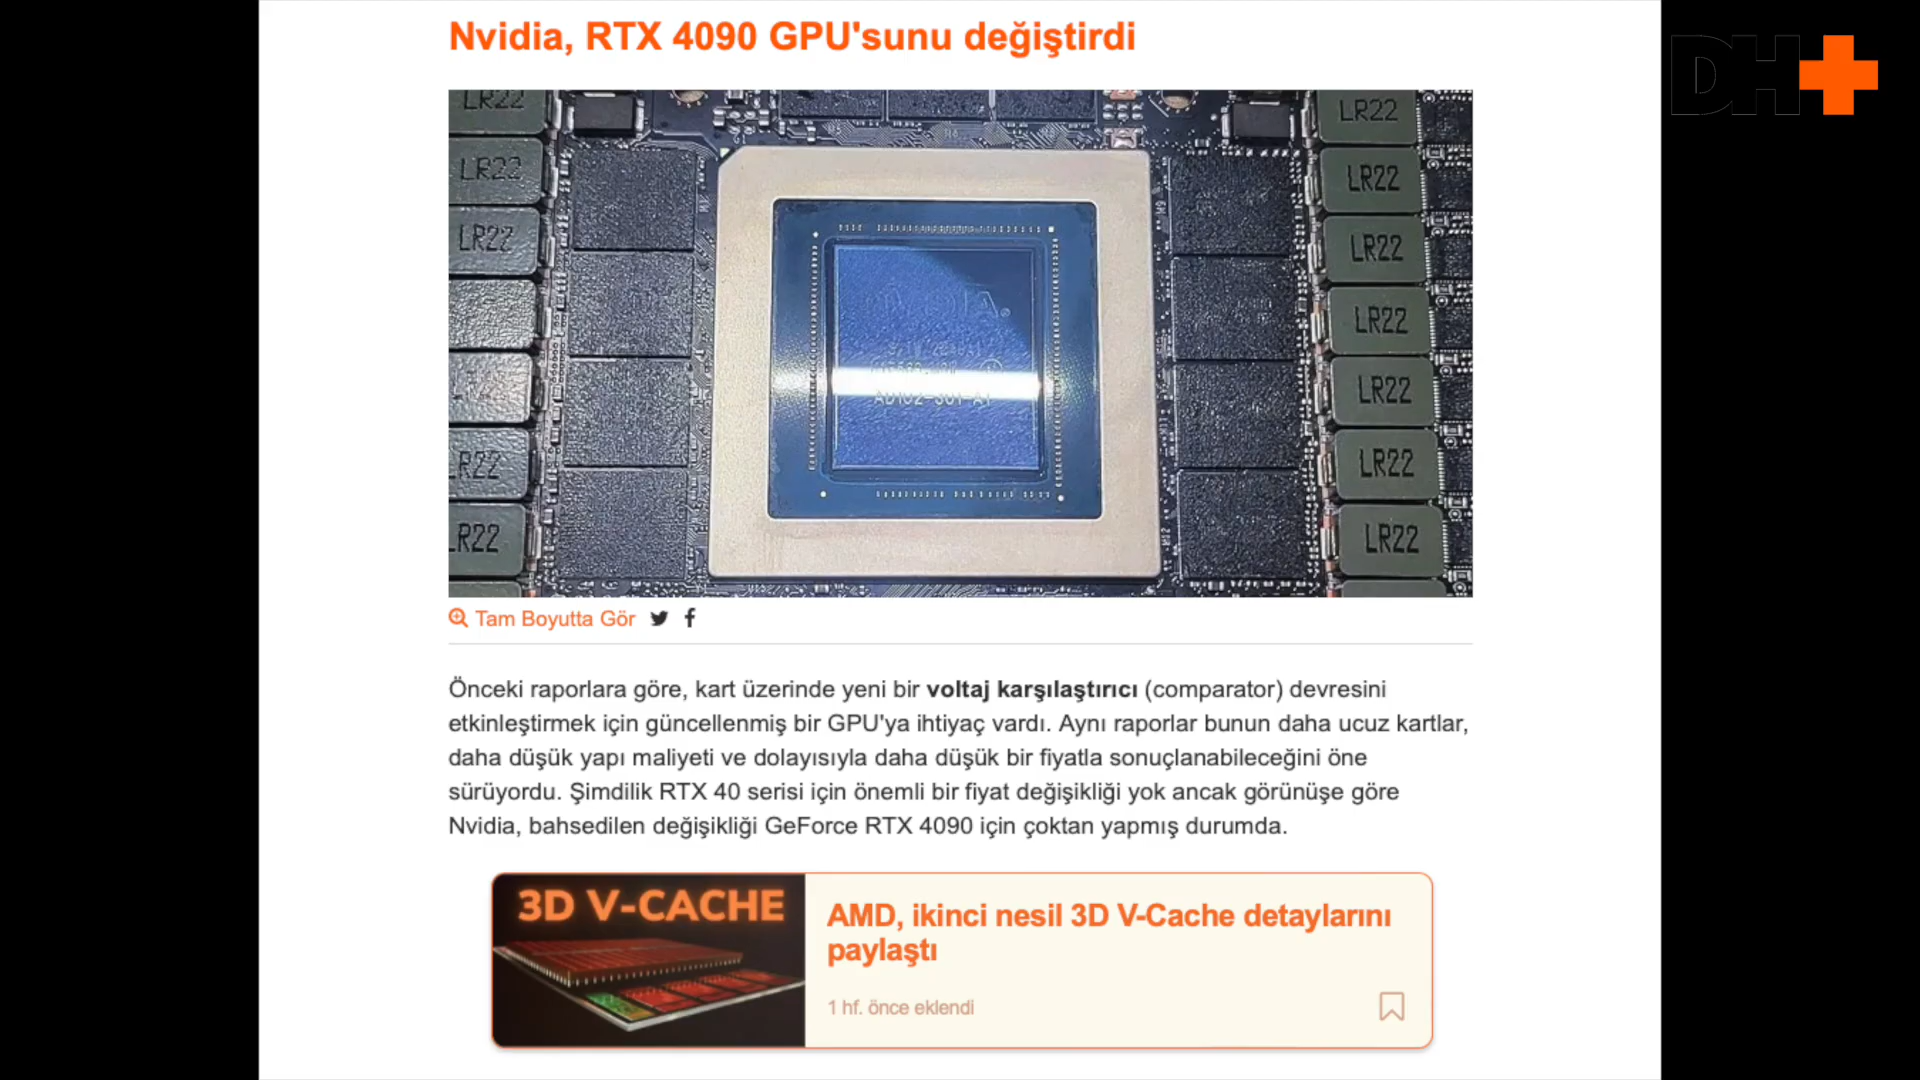 Nvidia, RTX 4090 GPU'sunu değiştirdi
DH
LR22
LR22
LR22
LR22
LR22
LR22
LR22
LR22
LR22
LR22
LR22
Tam Boyutta Gör
Önceki raporlara göre, kart üzerinde yeni bir voltaj karşılaştırıcı (comparator) devresini
etkinleştirmek için güncellenmiş bir GPU'ya ihtiyaç vardı. Aynı raporlar bunun daha ucuz kartlar,
daha düşük yapı maliyeti ve dolayısıyla daha düşük bir fiyatla sonuçlanabileceğini öne
sürüyordu. Şimdilik RTX 40 serisi için önemli bir fiyat değişikliği yok ancak görünüşe göre
Nvidia, bahsedilen değişikliği GeForce RTX 4090 için çoktan yapmış durumda.
3D V-CACHE
AMD, ikinci nesil 3D V-Cache detaylarını
paylaştı
1 hf. önce eklendi